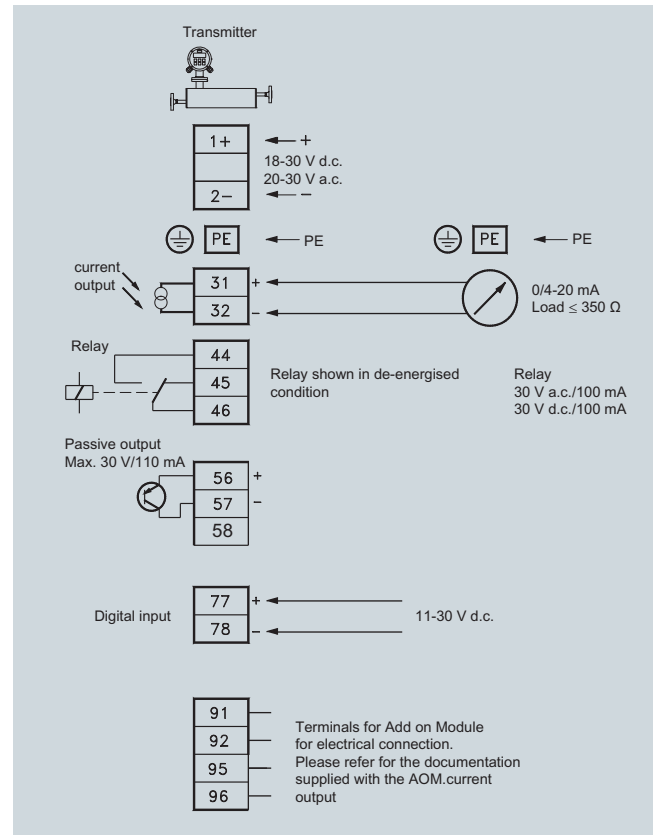 Transmitter
1+
+
18-30 V d.c.
20-30 V a.c.
2-
-
PE
PE
PE
PE
current
output
31
+
32
-
0/4-20 mA
Load ≤ 350 Ω
Relay
44
45
46
Relay shown in de-energised
condition
Relay
30 V a.c./100 mA
30 V d.c./100 mA
Passive output
Max. 30 V/110 mA
56
+
57
-
58
Digital input
77
+
78
-
11-30 V d.c.
91
92
95
96
Terminals for Add on Module
for electrical connection.
Please refer for the documentation
supplied with the AOM.current
output